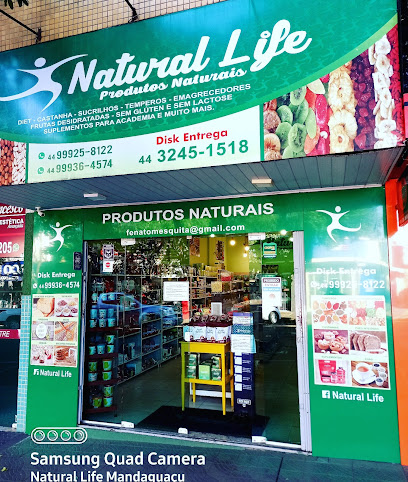 Natural Life
Produtos Naturais
DIET - CASTANHA - SUCRILHOS - TEMPEROS - EMAGRECEDORES
FRUTAS DESIDRATADAS - SEM GLÚTEN E SEM LACTOSE
SUPLEMENTOS PARA ACADEMIA E MUITO MAIS.
Disk Entrega
44 99925-8122
44 99936-4574
44 3245-1518
PRODUTOS NATURAIS
fenatomesquita@gmail.com
ESTÉTICA
205
Disk Entrega
44 99936-4574
Natural Life
Disk Entrega
44 99925-8122
Natural Life
Samsung Quad Camera
Natural Life Mandaguaçu